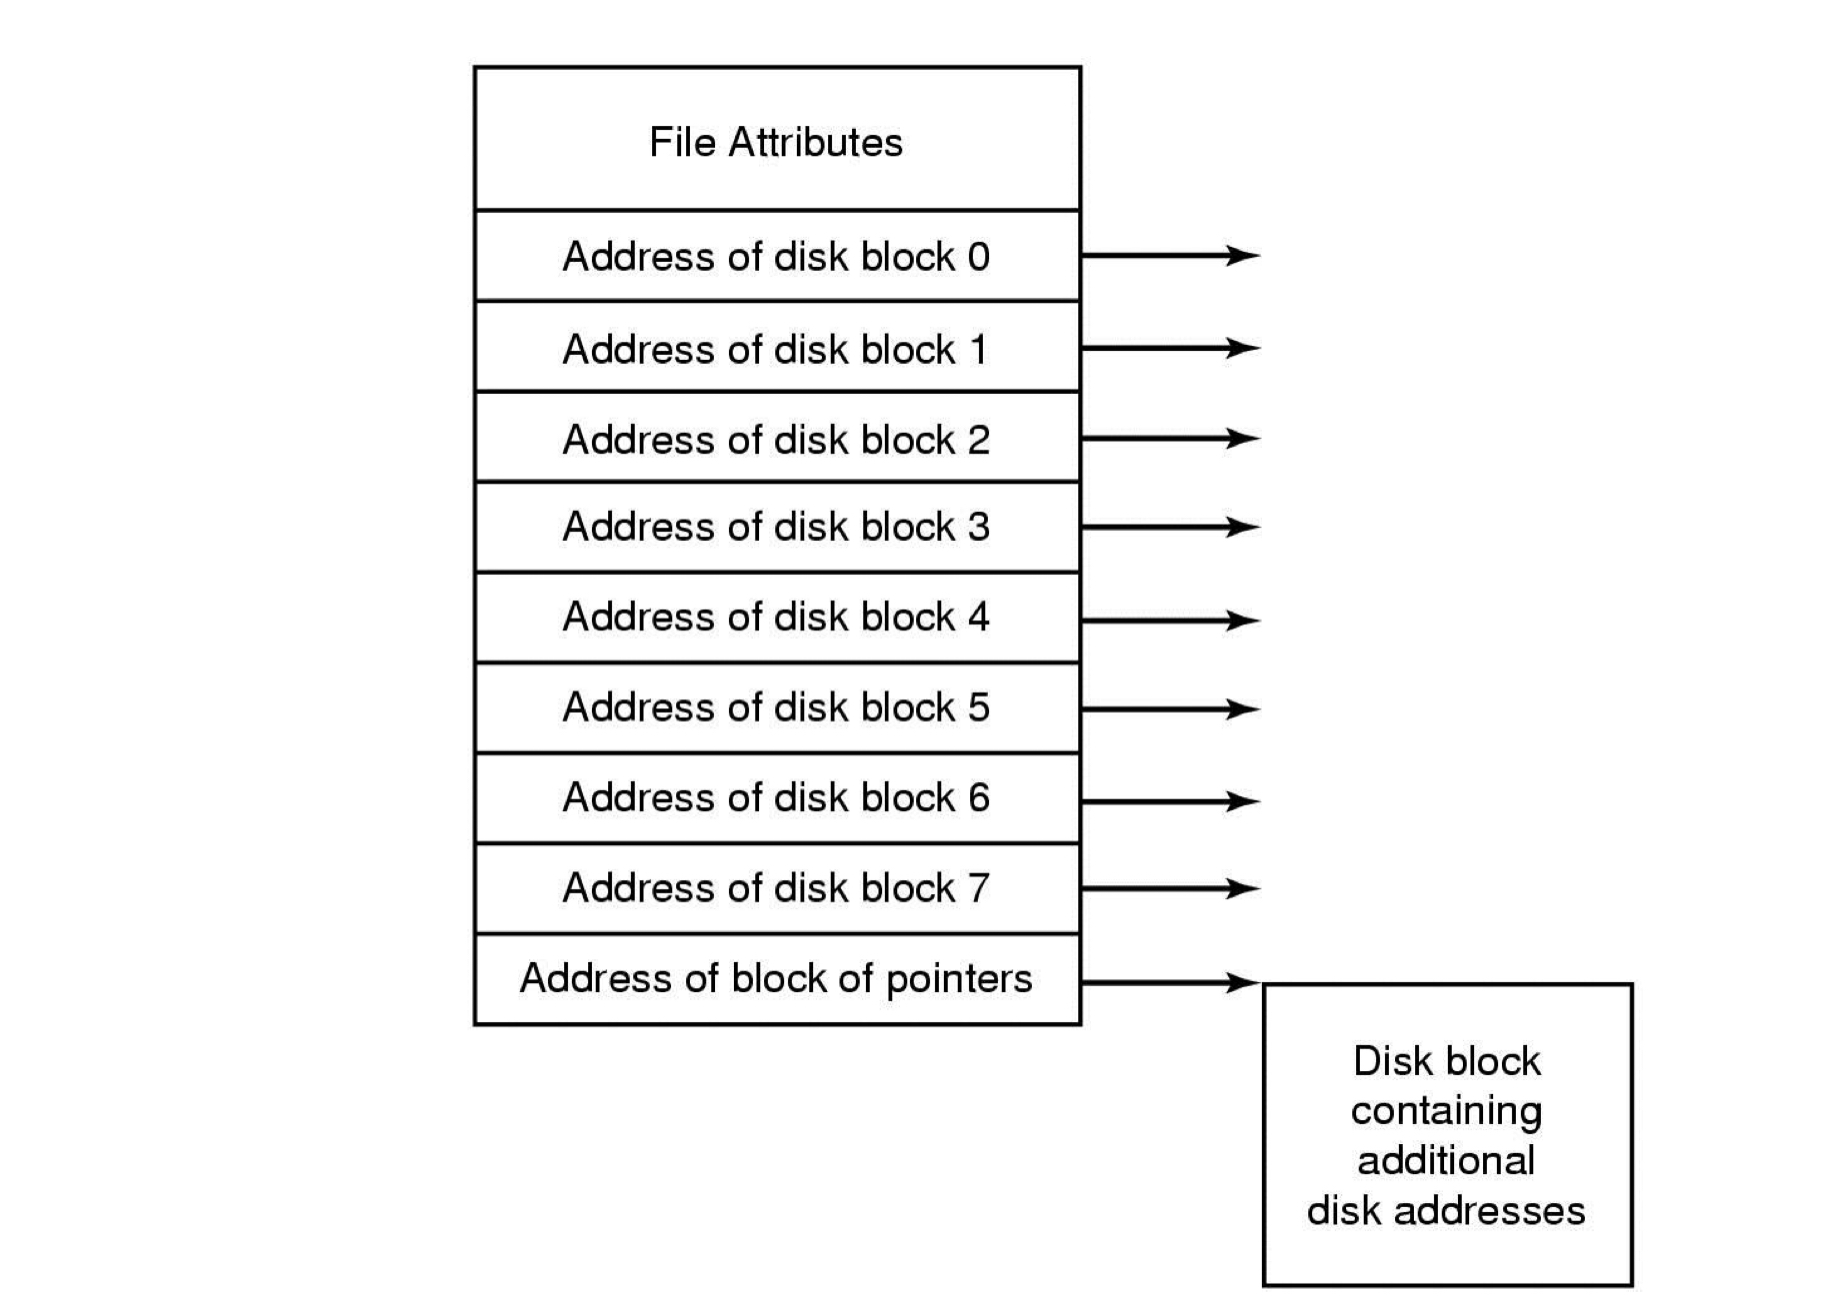 File Attributes
Address of disk block 0
Address of disk block 1
Address of disk block 2
Address of disk block 3
Address of disk block 4
Address of disk block 5
Address of disk block 6
Address of disk block 7
Address of block of pointers
Disk block
containing
additional
disk addresses